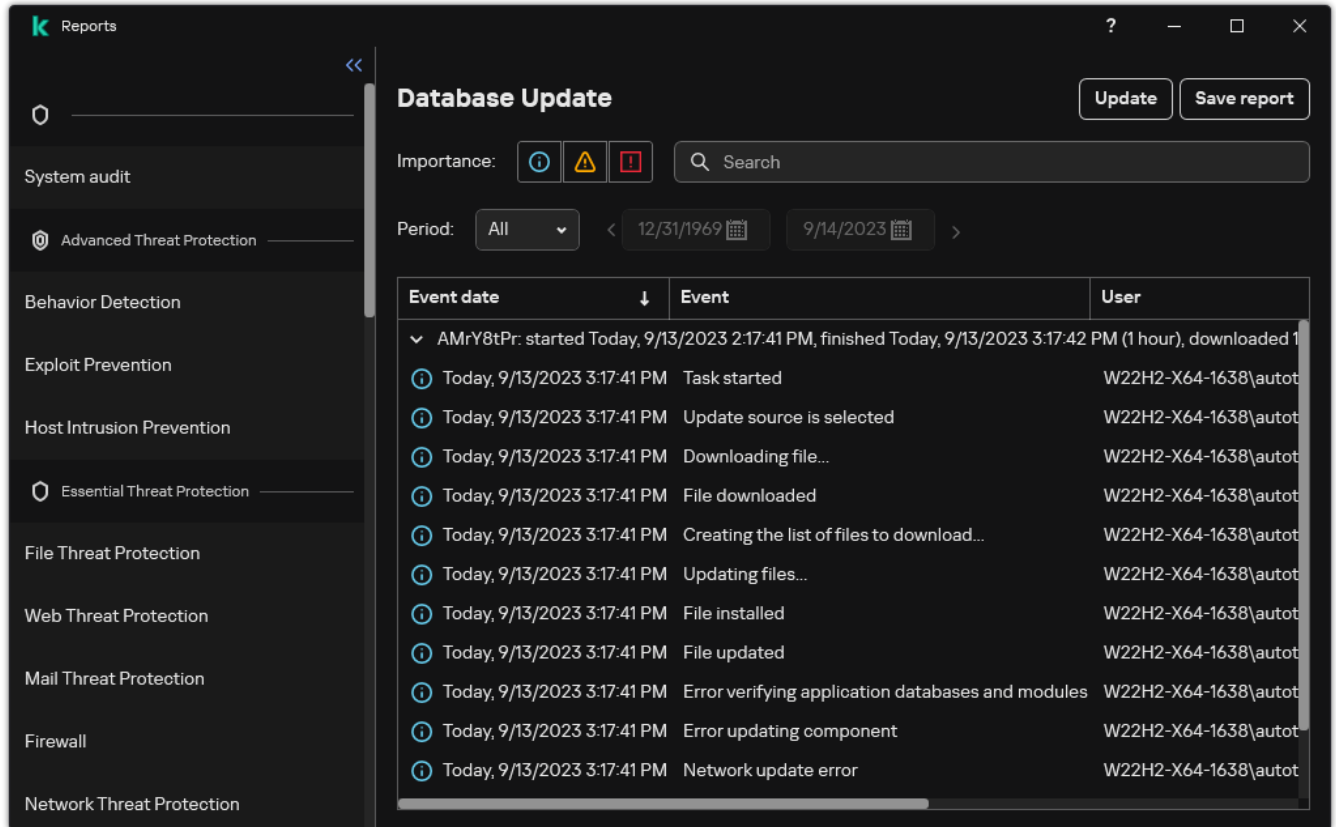 Reports
?
Database Update
Update
Save report
Importance:
Search
Period:
All
12/31/1969
9/14/2023
System audit
Advanced Threat Protection
Behavior Detection
Exploit Prevention
Host Intrusion Prevention
Essential Threat Protection
File Threat Protection
Web Threat Protection
Mail Threat Protection
Firewall
Network Threat Protection
Event date ↓ Event User
AMrY8tPr: started Today, 9/13/2023 2:17:41 PM, finished Today, 9/13/2023 3:17:42 PM (1 hour), downloaded 1
Today, 9/13/2023 3:17:41 PM Task started W22H2-X64-1638\autot
Today, 9/13/2023 3:17:41 PM Update source is selected W22H2-X64-1638\autot
Today, 9/13/2023 3:17:41 PM Downloading file... W22H2-X64-1638\autot
Today, 9/13/2023 3:17:41 PM File downloaded W22H2-X64-1638\autot
Today, 9/13/2023 3:17:41 PM Creating the list of files to download... W22H2-X64-1638\autot
Today, 9/13/2023 3:17:41 PM Updating files... W22H2-X64-1638\autot
Today, 9/13/2023 3:17:41 PM File installed W22H2-X64-1638\autot
Today, 9/13/2023 3:17:41 PM File updated W22H2-X64-1638\autot
Today, 9/13/2023 3:17:41 PM Error verifying application databases and modules W22H2-X64-1638\autot
Today, 9/13/2023 3:17:41 PM Error updating component W22H2-X64-1638\autot
Today, 9/13/2023 3:17:41 PM Network update error W22H2-X64-1638\autot